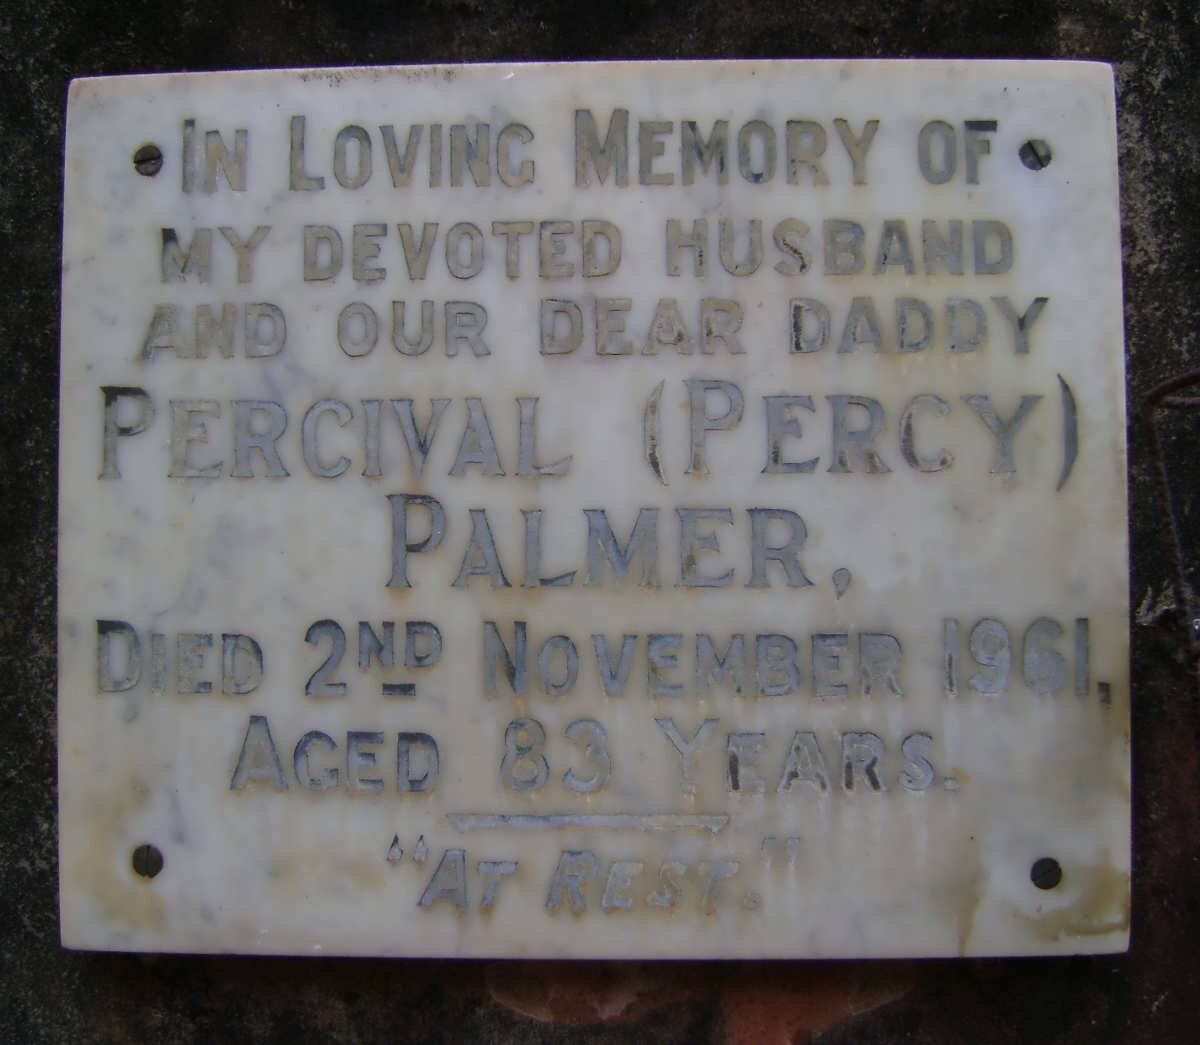 IN LOVING MEMORY OF
MY DEVOTED HUSBAND
AND OUR DEAR DADDY
PERCIVAL (PERCY)
PALMER,
DIED 2ND NOVEMBER 1961,
AGED 83 YEARS.
"AT REST."